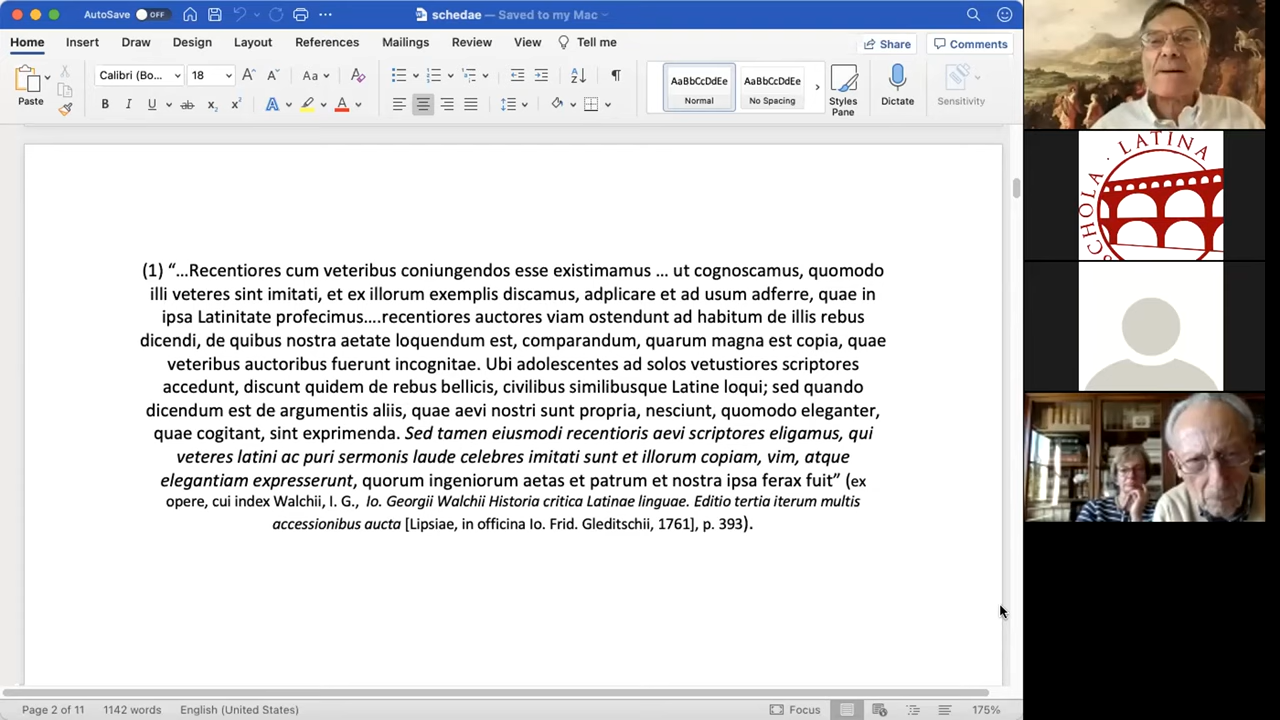 AutoSave OFF
schedae — Saved to my Mac
Home Insert Draw Design Layout References Mailings Review View Tell me
Share Comments
Paste
Calibri (Bo... 18
AaBbCcDdEe AaBbCcDdEe
Normal No Spacing
Styles Pane
Dictate
Sensitivity
(1) “…Recentiores cum veteribus coniungendos esse existimamus … ut cognoscamus, quomodo
illi veteres sint imitati, et ex illorum exemplis discamus, adplicare et ad usum adferre, quae in
ipsa Latinitate profecimus….recentiores auctores viam ostendunt ad habitum de illis rebus
dicendi, de quibus nostra aetate loquendum est, comparandum, quarum magna est copia, quae
veteribus auctoribus fuerunt incognitae. Ubi adolescentes ad solos vetustiores scriptores
accedunt, discunt quidem de rebus bellicis, civilibus similibusque Latine loqui; sed quando
dicendum est de argumentis aliis, quae aevi nostri sunt propria, nesciunt, quomodo eleganter,
quae cogitant, sint exprimenda. Sed tamen eiusmodi recentioris aevi scriptores eligamus, qui
veteres latini ac puri sermonis laude celebres imitati sunt et illorum copiam, vim, atque
elegantiam expresserunt, quorum ingeniorum aetas et patrum et nostra ipsa ferax fuit” (ex
opere, cui index Walchii, I. G., Io. Georgii Walchii Historia critica Latinae linguae. Editio tertia iterum multis
accessionibus aucta [Lipsiae, in officina Io. Frid. Gleditschii, 1761], p. 393).
SCHOLA · LATINA
Page 2 of 11 1142 words English (United States) Focus 175%